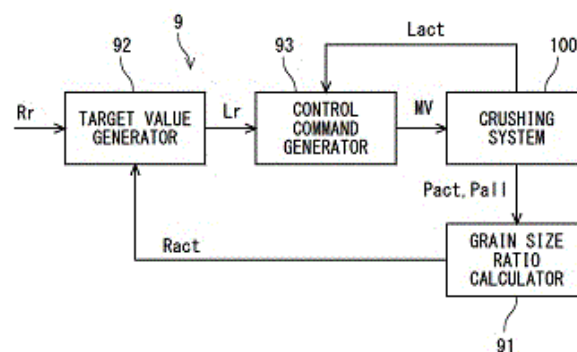 9
92
93
Lact
100
Rr
TARGET VALUE
GENERATOR
Lr
CONTROL
COMMAND
GENERATOR
MV
CRUSHING
SYSTEM
Pact, Pall
Ract
GRAIN SIZE
RATIO
CALCULATOR
91